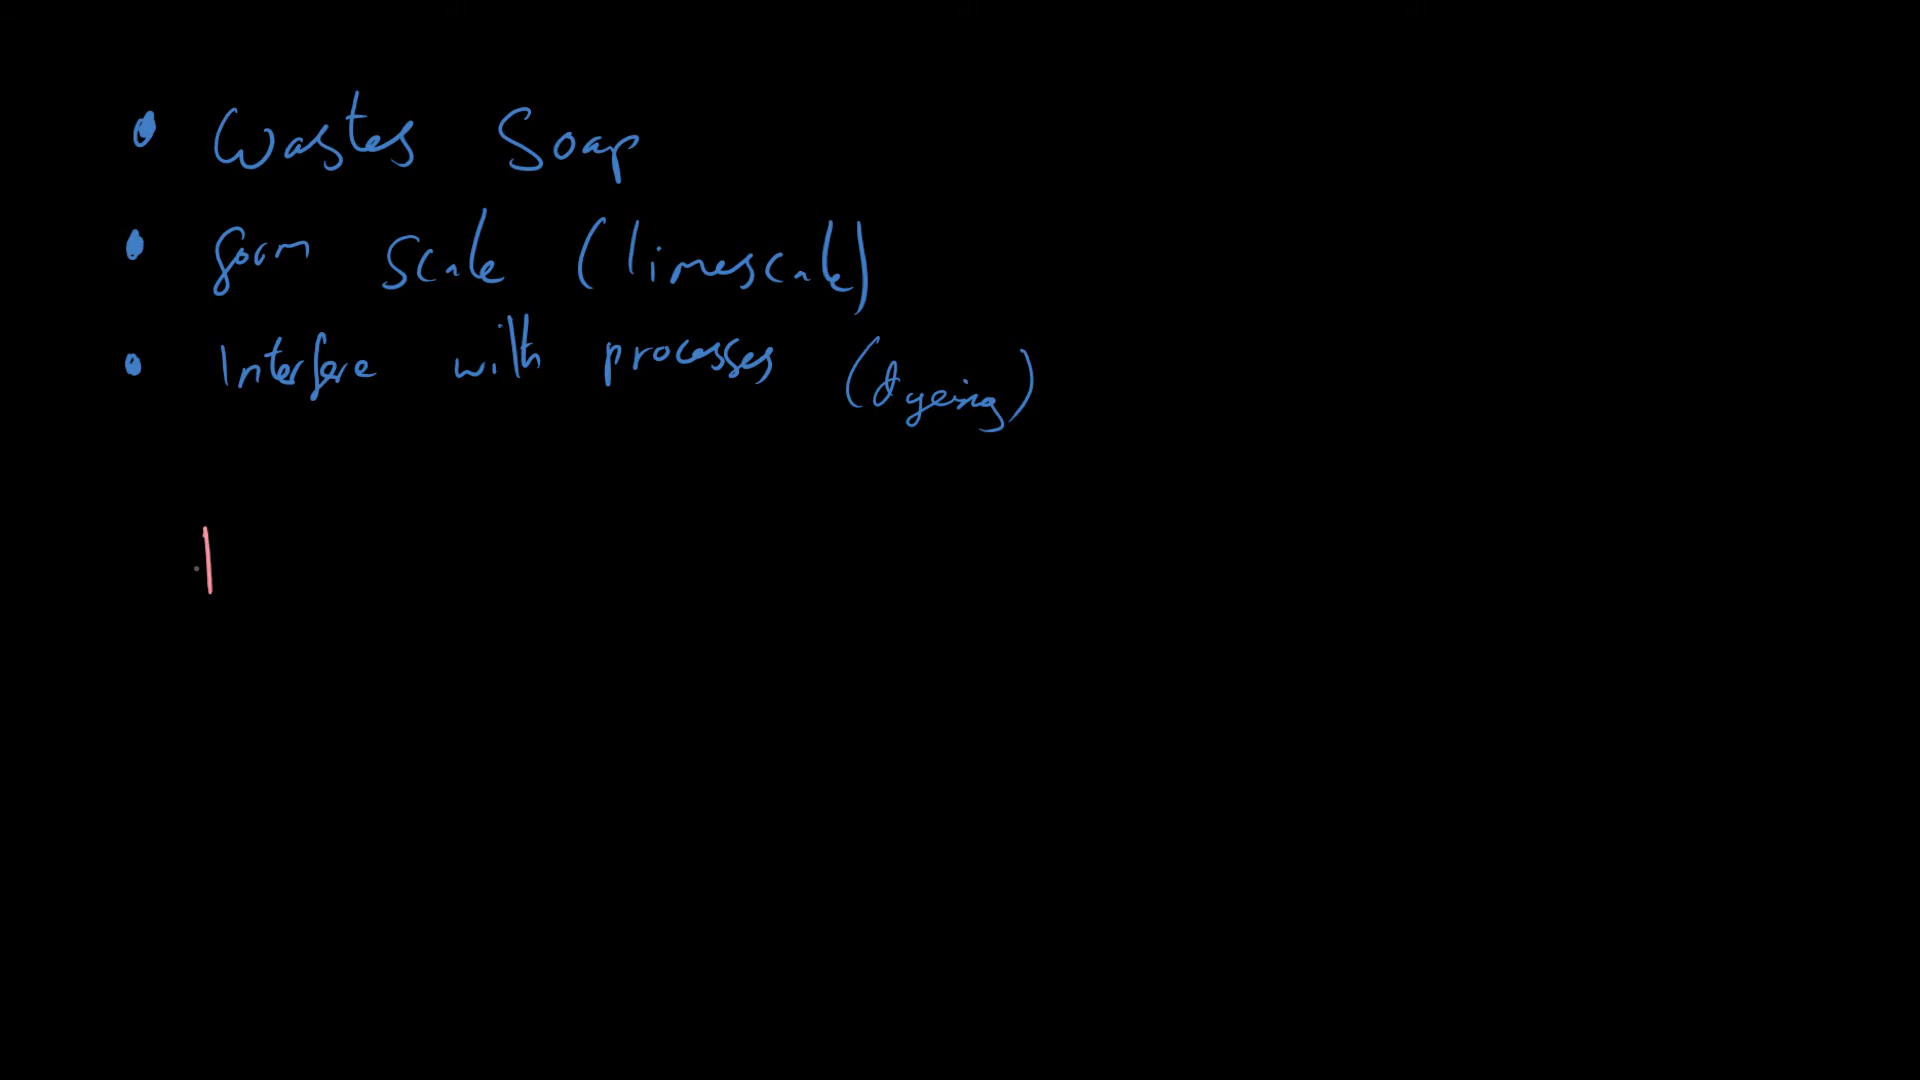 • Wastes Soap
• form Scale (limescale)
• Interfere with processes (dyeing)